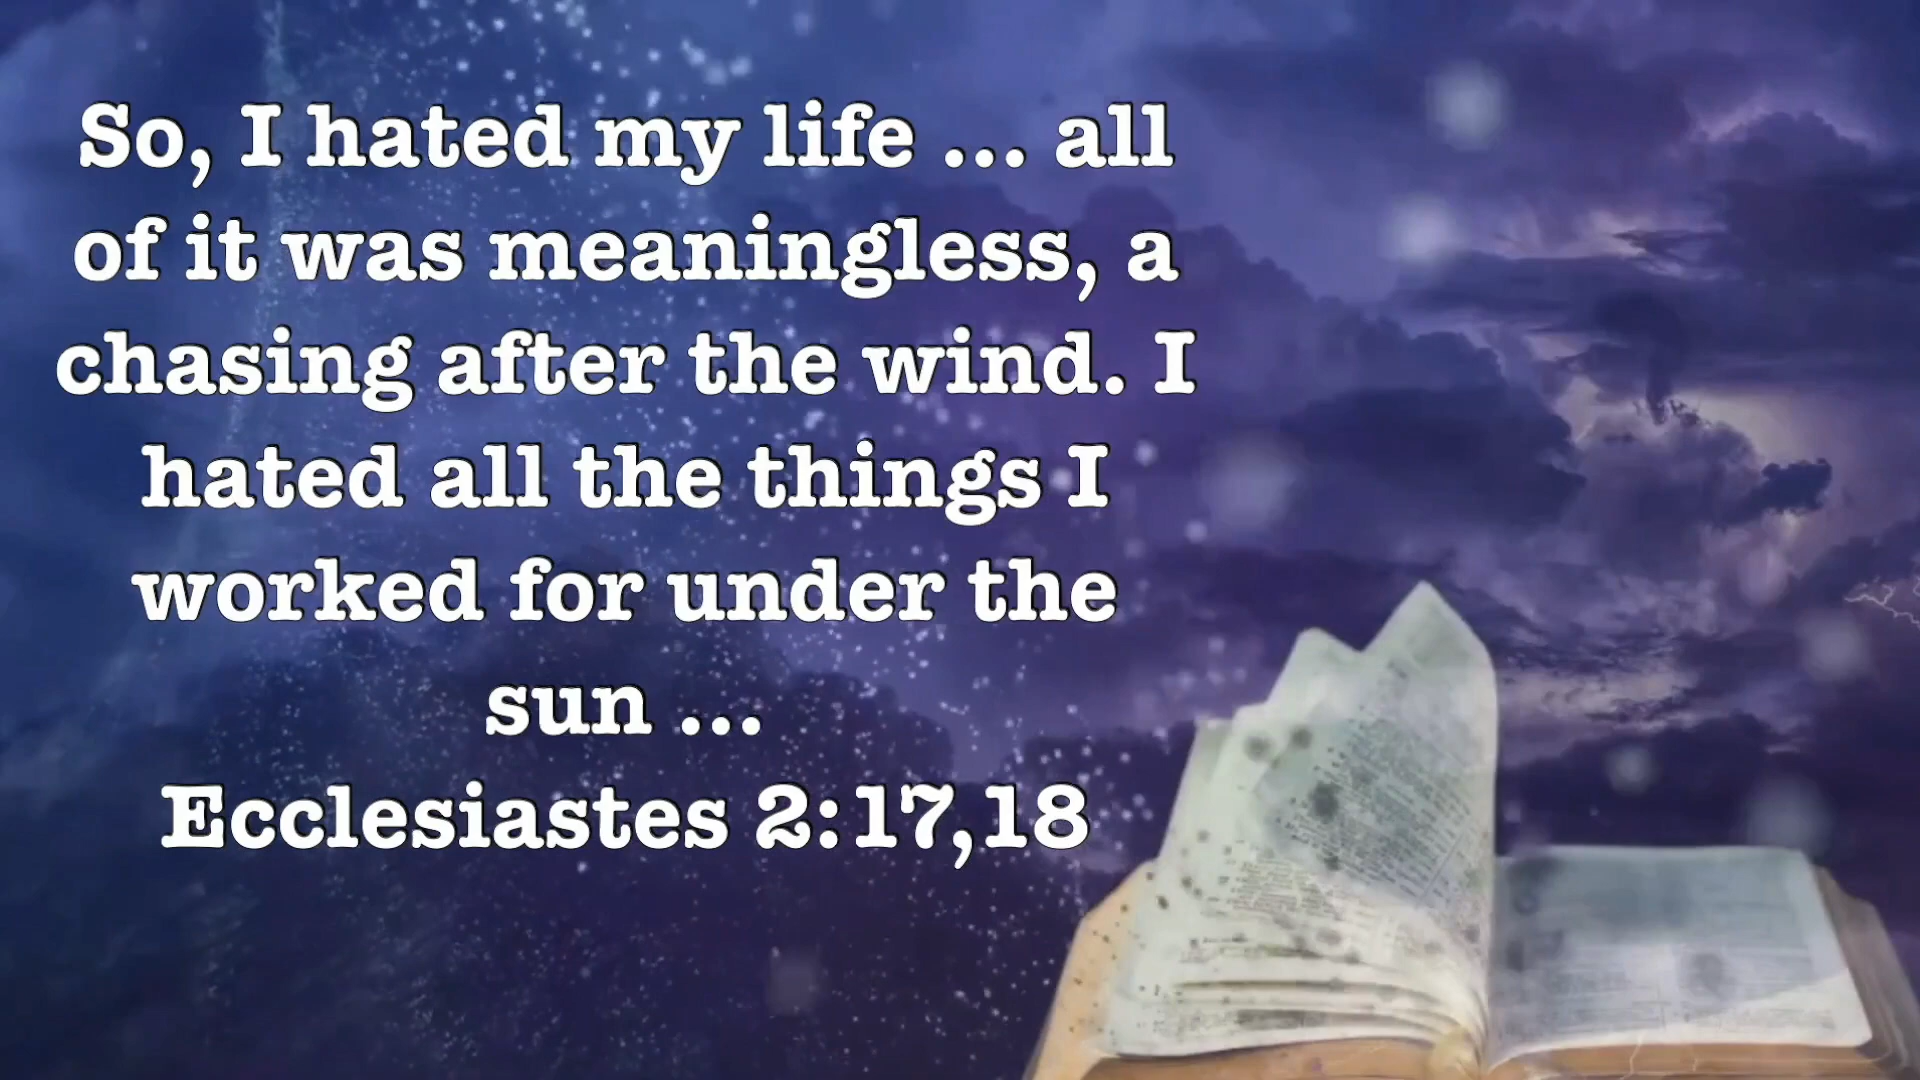 So, I hated my life ... all
of it was meaningless, a
chasing after the wind. I
hated all the things I
worked for under the
sun ...
Ecclesiastes 2:17,18